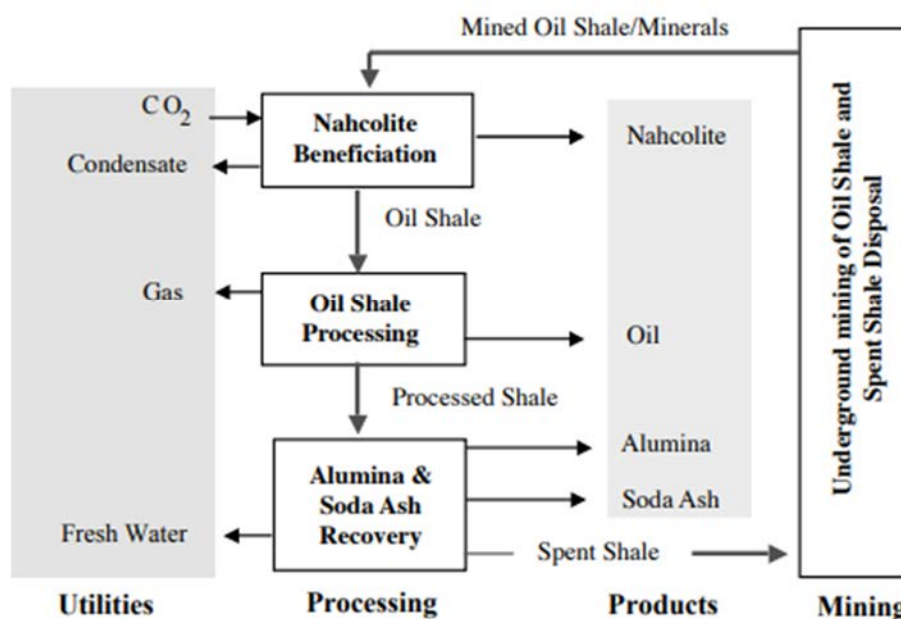 Mined Oil Shale/Minerals
CO2
Nahcolite
Beneficiation
Nahcolite
Condensate
Oil Shale
Gas
Oil Shale
Processing
Oil
Processed Shale
Alumina &
Soda Ash
Recovery
Alumina
Soda Ash
Fresh Water
Spent Shale
Underground mining of Oil Shale and
Spent Shale Disposal
Utilities
Processing
Products
Mining